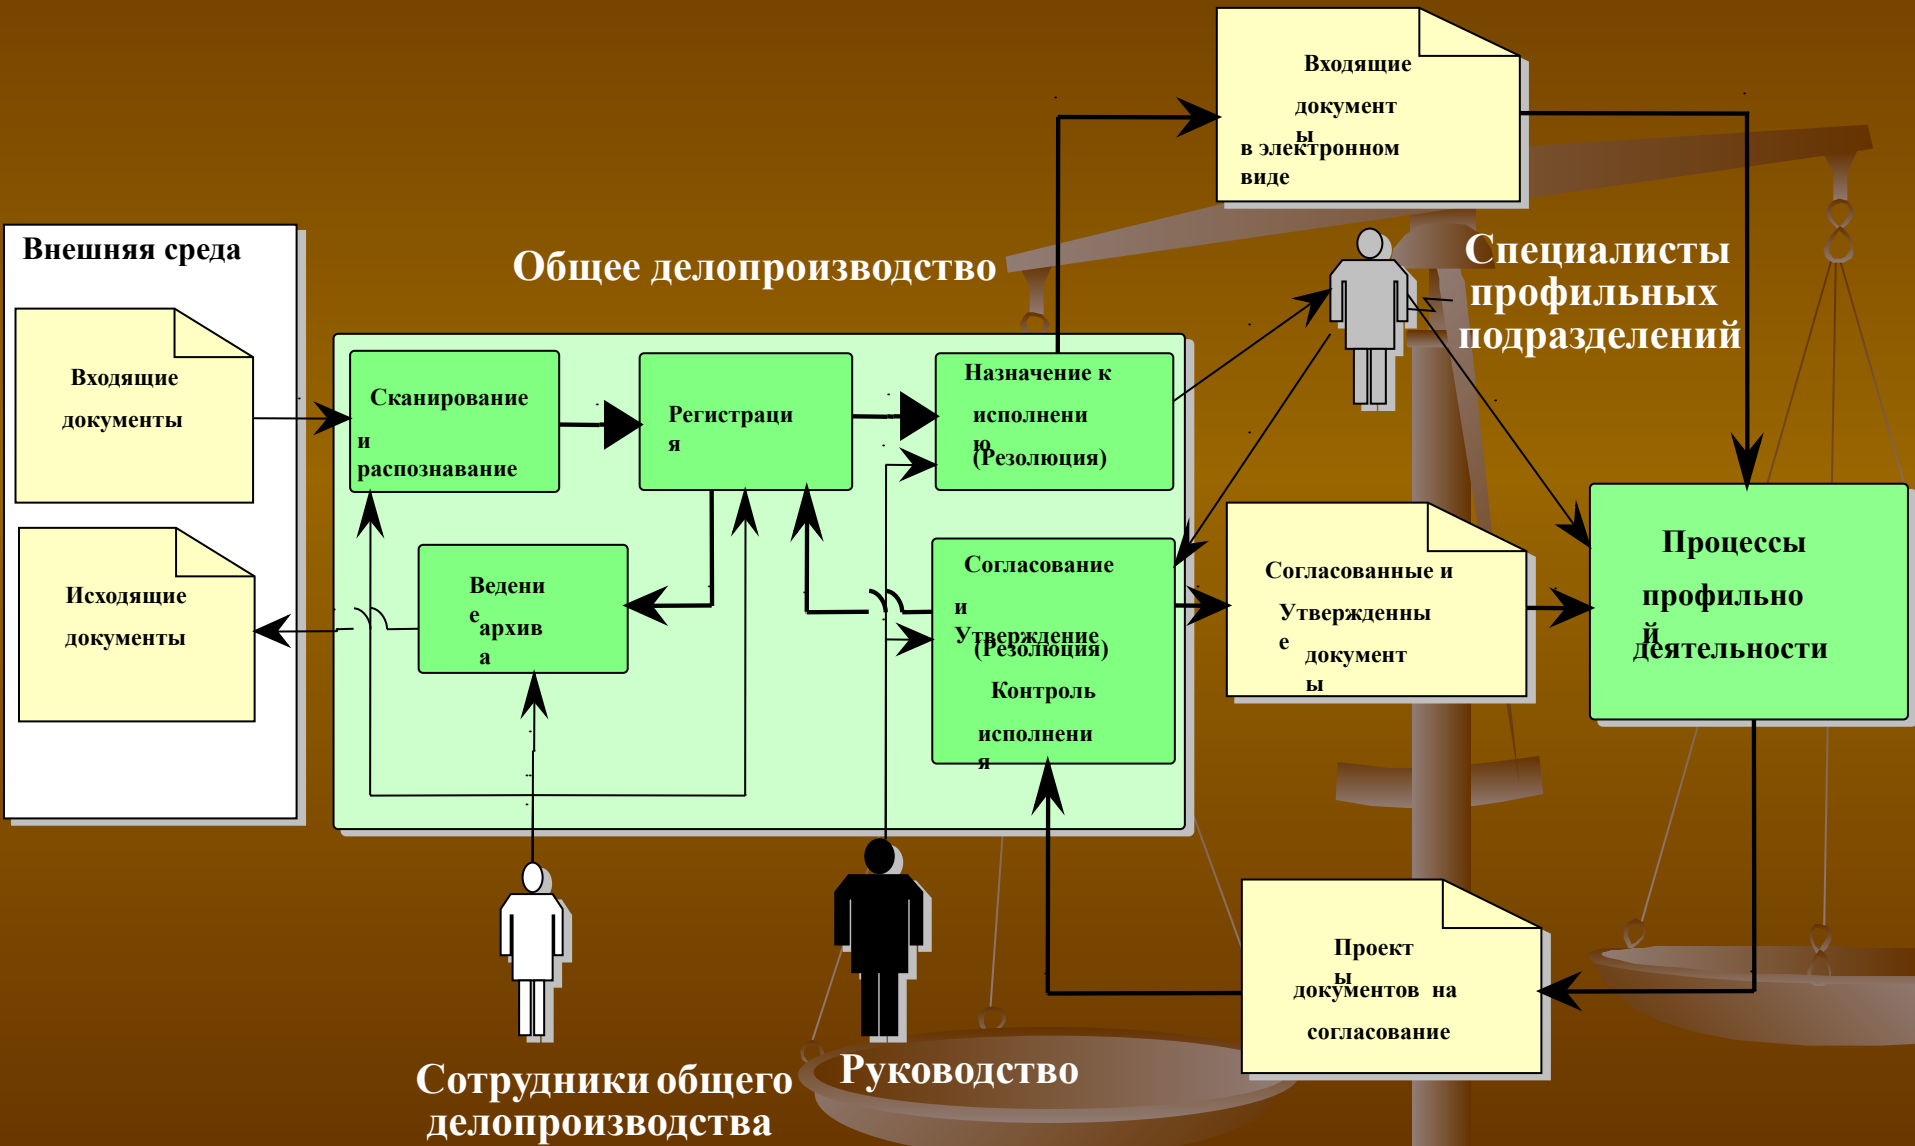 Входящие
документ
ы
в электронном
виде
Внешняя среда
Общее делопроизводство
Специалисты
профильных
подразделений
Входящие
документы
Сканирование
и
распознавание
Регистраци
я
Назначение к
исполнени
ю
(Резолюция)
Исходящие
документы
Ведени
е
архив
а
Согласование
и
Утверждение
(Резолюция)
Контроль
исполнени
я
Согласованные и
Утвержденны
е
документ
ы
Процессы
профильно
й
деятельности
Проект
ы
документов на
согласование
Сотрудники общего
делопроизводства
Руководство